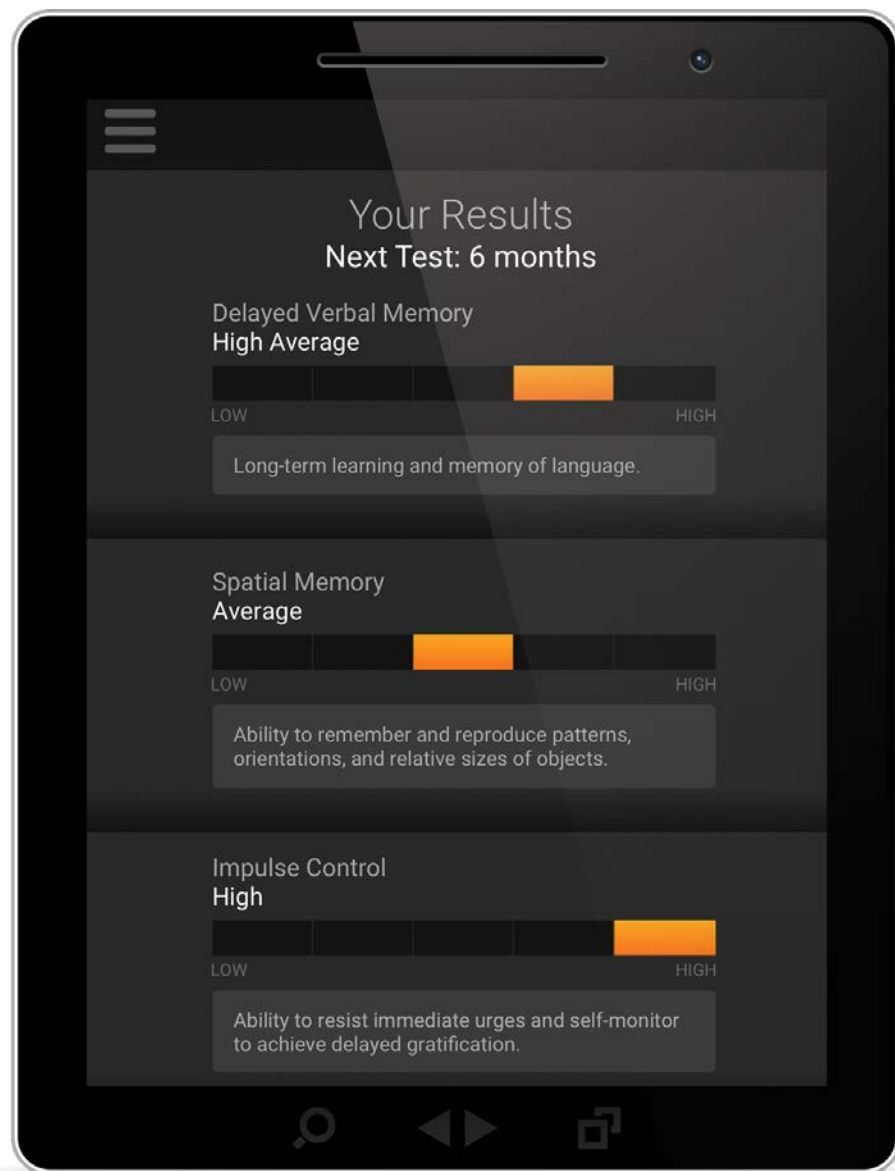 Your Results
Next Test: 6 months
Delayed Verbal Memory
High Average
LOW HIGH
Long-term learning and memory of language.
Spatial Memory
Average
LOW HIGH
Ability to remember and reproduce patterns,
orientations, and relative sizes of objects.
Impulse Control
High
LOW HIGH
Ability to resist immediate urges and self-monitor
to achieve delayed gratification.